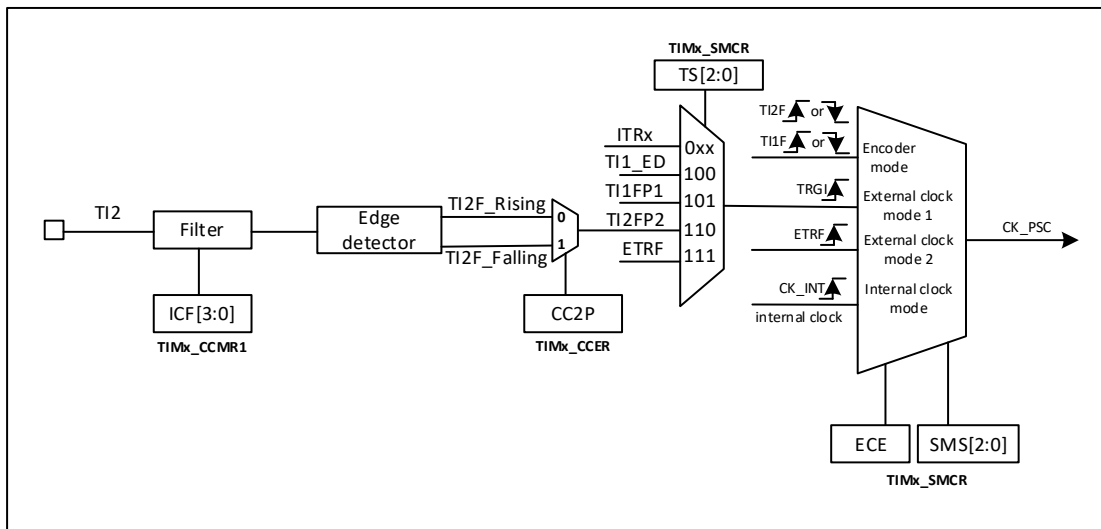 TIMx_SMCR
TS[2:0]
TI2F or
TI1F or
Encoder
mode
ITRx
0xx
TI1_ED
100
TI1FP1
101
TRGI
External clock
mode 1
TI2
Filter
Edge
detector
TI2F_Rising
0
TI2F_Falling
1
TI2FP2
110
ETRF
111
ETRF
External clock
mode 2
CK_PSC
CK_INT
internal clock
Internal clock
mode
ICF[3:0]
TIMx_CCMR1
CC2P
TIMx_CCER
ECE
SMS[2:0]
TIMx_SMCR